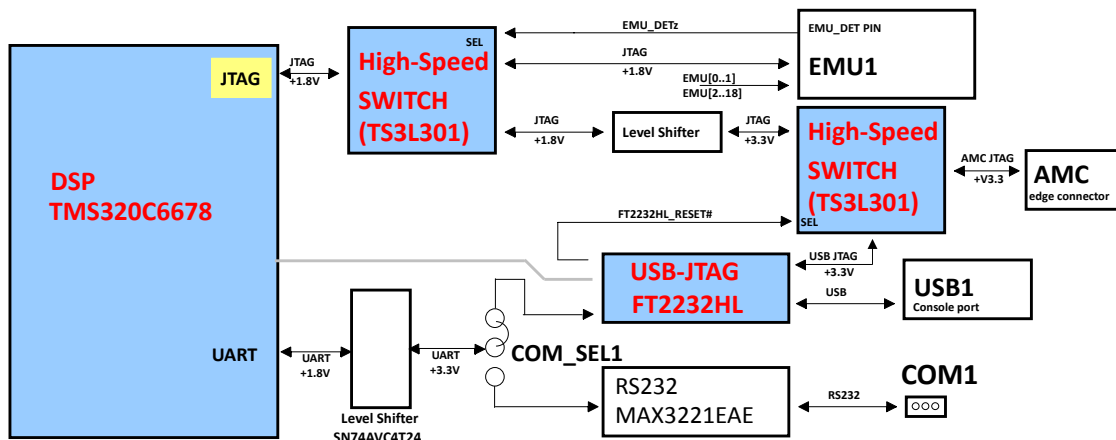 EMU_DETz
EMU_DET PIN
SEL
High-Speed
SWITCH
(TS3L301)
JTAG
+1.8V
EMU1
EMU[0..1]
EMU[2..18]
JTAG
JTAG
+1.8V
JTAG
+1.8V
Level Shifter
JTAG
+3.3V
High-Speed
SWITCH
(TS3L301)
SEL
AMC JTAG
+V3.3
AMC
edge connector
DSP
TMS320C6678
FT2232HL_RESET#
USB-JTAG
FT2232HL
USB JTAG
+3.3V
USB
USB1
Console port
UART
UART
+1.8V
UART
+3.3V
COM_SEL1
Level Shifter
SN74AVC4T24
RS232
MAX3221EAE
RS232
COM1